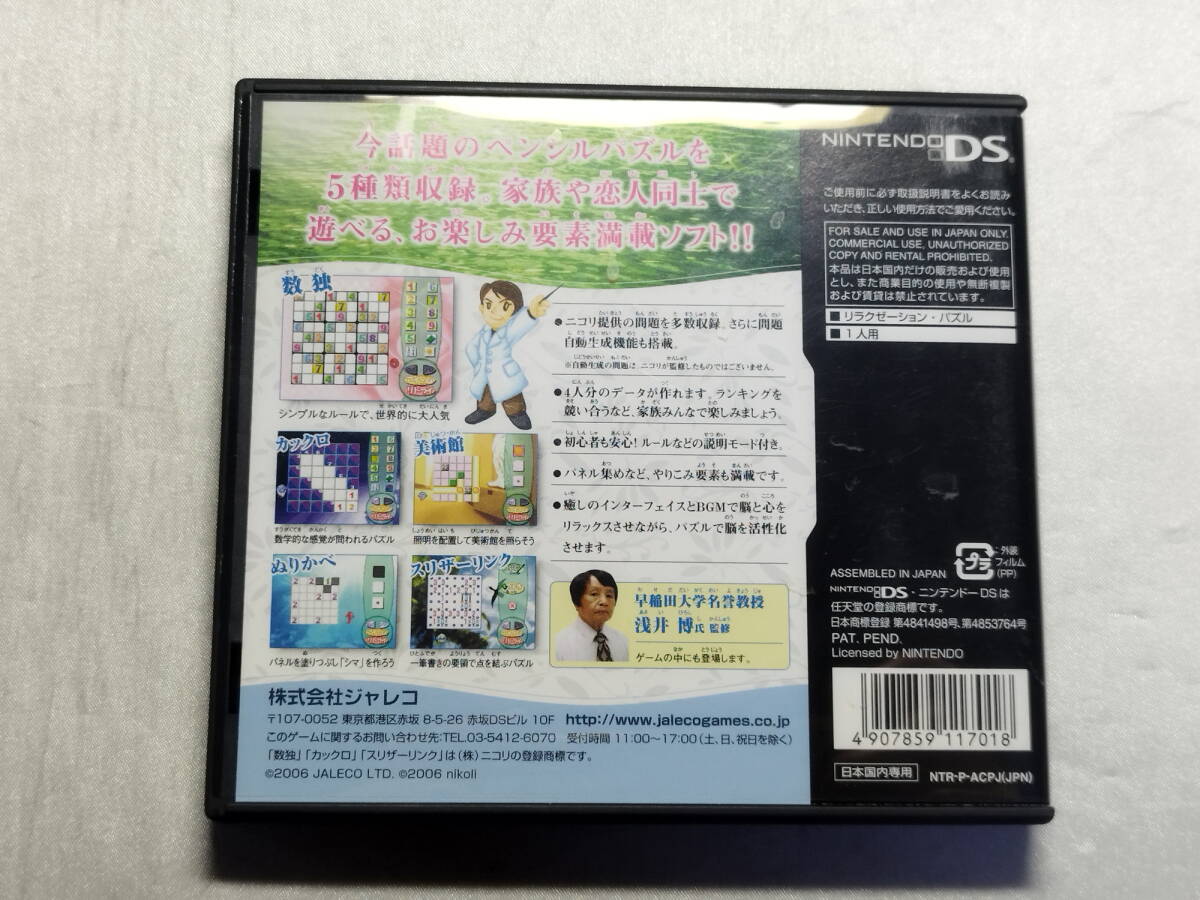 今話題のペンシルパズルを
5種類収録。家族や恋人同士で
遊べる、お楽しみ要素満載ソフト!!
数独
シンプルなルールで、世界的に大人気
カックロ
数学的な感覚が問われるパズル
美術館
照明を配置して美術館を照らそう
ぬりかべ
パネルを塗りつぶし「シマ」を作ろう
スリザーリンク
一筆書きの要領で点を結ぶパズル
●ニコリ提供の問題を多数収録。さらに問題
自動生成機能も搭載。
※自動生成の問題は、ニコリが監修したものではございません。
●4人分のデータが作れます。ランキングを
競い合うなど、家族みんなで楽しみましょう。
●初心者も安心!ルールなどの説明モード付き。
●パネル集めなど、やりこみ要素も満載です。
●癒しのインターフェイスとBGMで脳と心を
リラックスさせながら、パズルで脳を活性化
させます。
早稲田大学名誉教授
浅井 博氏 監修
ゲームの中にも登場します。
株式会社ジャレコ
〒107-0052 東京都港区赤坂 8-5-26 赤坂DSビル 10F http://www.jalecogames.co.jp
このゲームに関するお問い合わせ先:TEL.03-5412-6070 受付時間 11:00~17:00(土、日、祝日を除く)
「数独」「カックロ」「スリザーリンク」は(株)ニコリの登録商標です。
©2006 JALECO LTD. ©2006 nikoli
NINTENDO DS
ご使用前に必ず取扱説明書をよくお読み
いただき、正しい使用方法でご愛用ください。
FOR SALE AND USE IN JAPAN ONLY.
COMMERCIAL USE, UNAUTHORIZED
COPY AND RENTAL PROHIBITED.
本品は日本国内だけの販売および使用
とし、また商業目的の使用や無断複製
および賃貸は禁止されています。
■リラクゼーション・パズル
■1人用
ASSEMBLED IN JAPAN
プラ
:外装
フィルム
(PP)
NINTENDO DS・ニンテンドーDSは
任天堂の登録商標です。
日本商標登録 第4841498号、第4853764号
PAT. PEND.
Licensed by NINTENDO
4 907859 117018
日本国内専用
NTR-P-ACPJ(JPN)